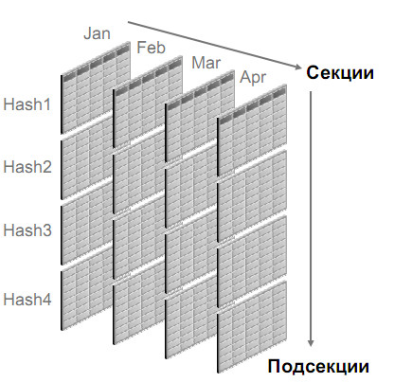 Jan
Feb
Mar
Apr
Секции
Hash1
Hash2
Hash3
Hash4
Подсекции